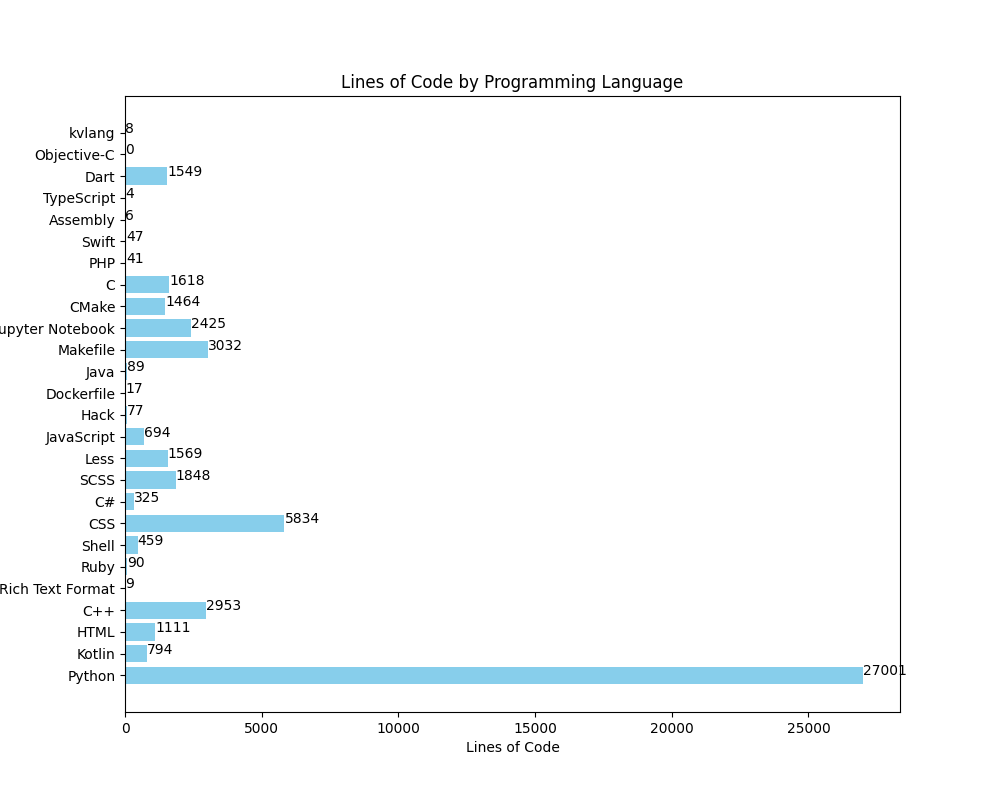 Lines of Code by Programming Language
kvlang 8
Objective-C 0
Dart 1549
TypeScript 4
Assembly 6
Swift 47
PHP 41
C 1618
CMake 1464
upyter Notebook 2425
Makefile 3032
Java 89
Dockerfile 17
Hack 77
JavaScript 694
Less 1569
SCSS 1848
C# 325
CSS 5834
Shell 459
Ruby 90
Rich Text Format 9
C++ 2953
HTML 1111
Kotlin 794
Python 27001
0 5000 10000 15000 20000 25000
Lines of Code